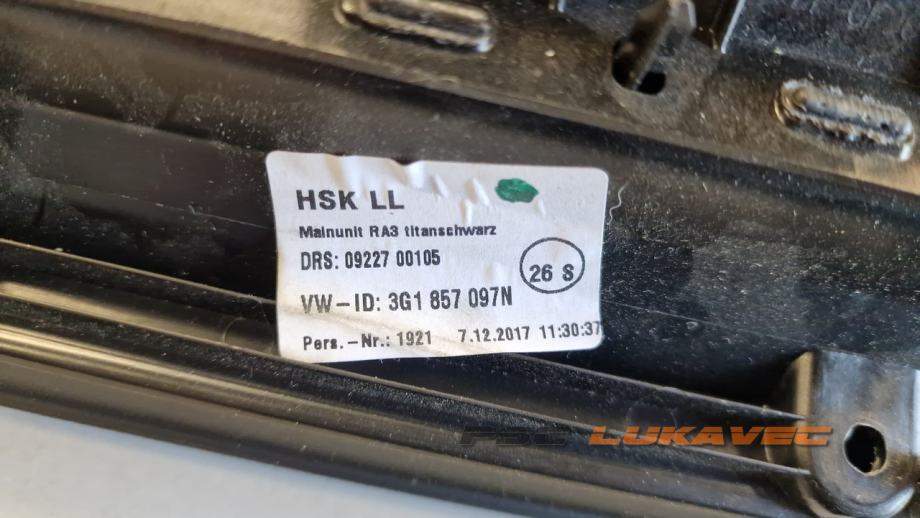 HSK LL
Mainunit RA3 titanschwarz
DRS: 09227 00105
26 S
VW-ID: 3G1 857 097N
Pers.-Nr.: 1921 7.12.2017 11:30:37
PSC LUKAVEC